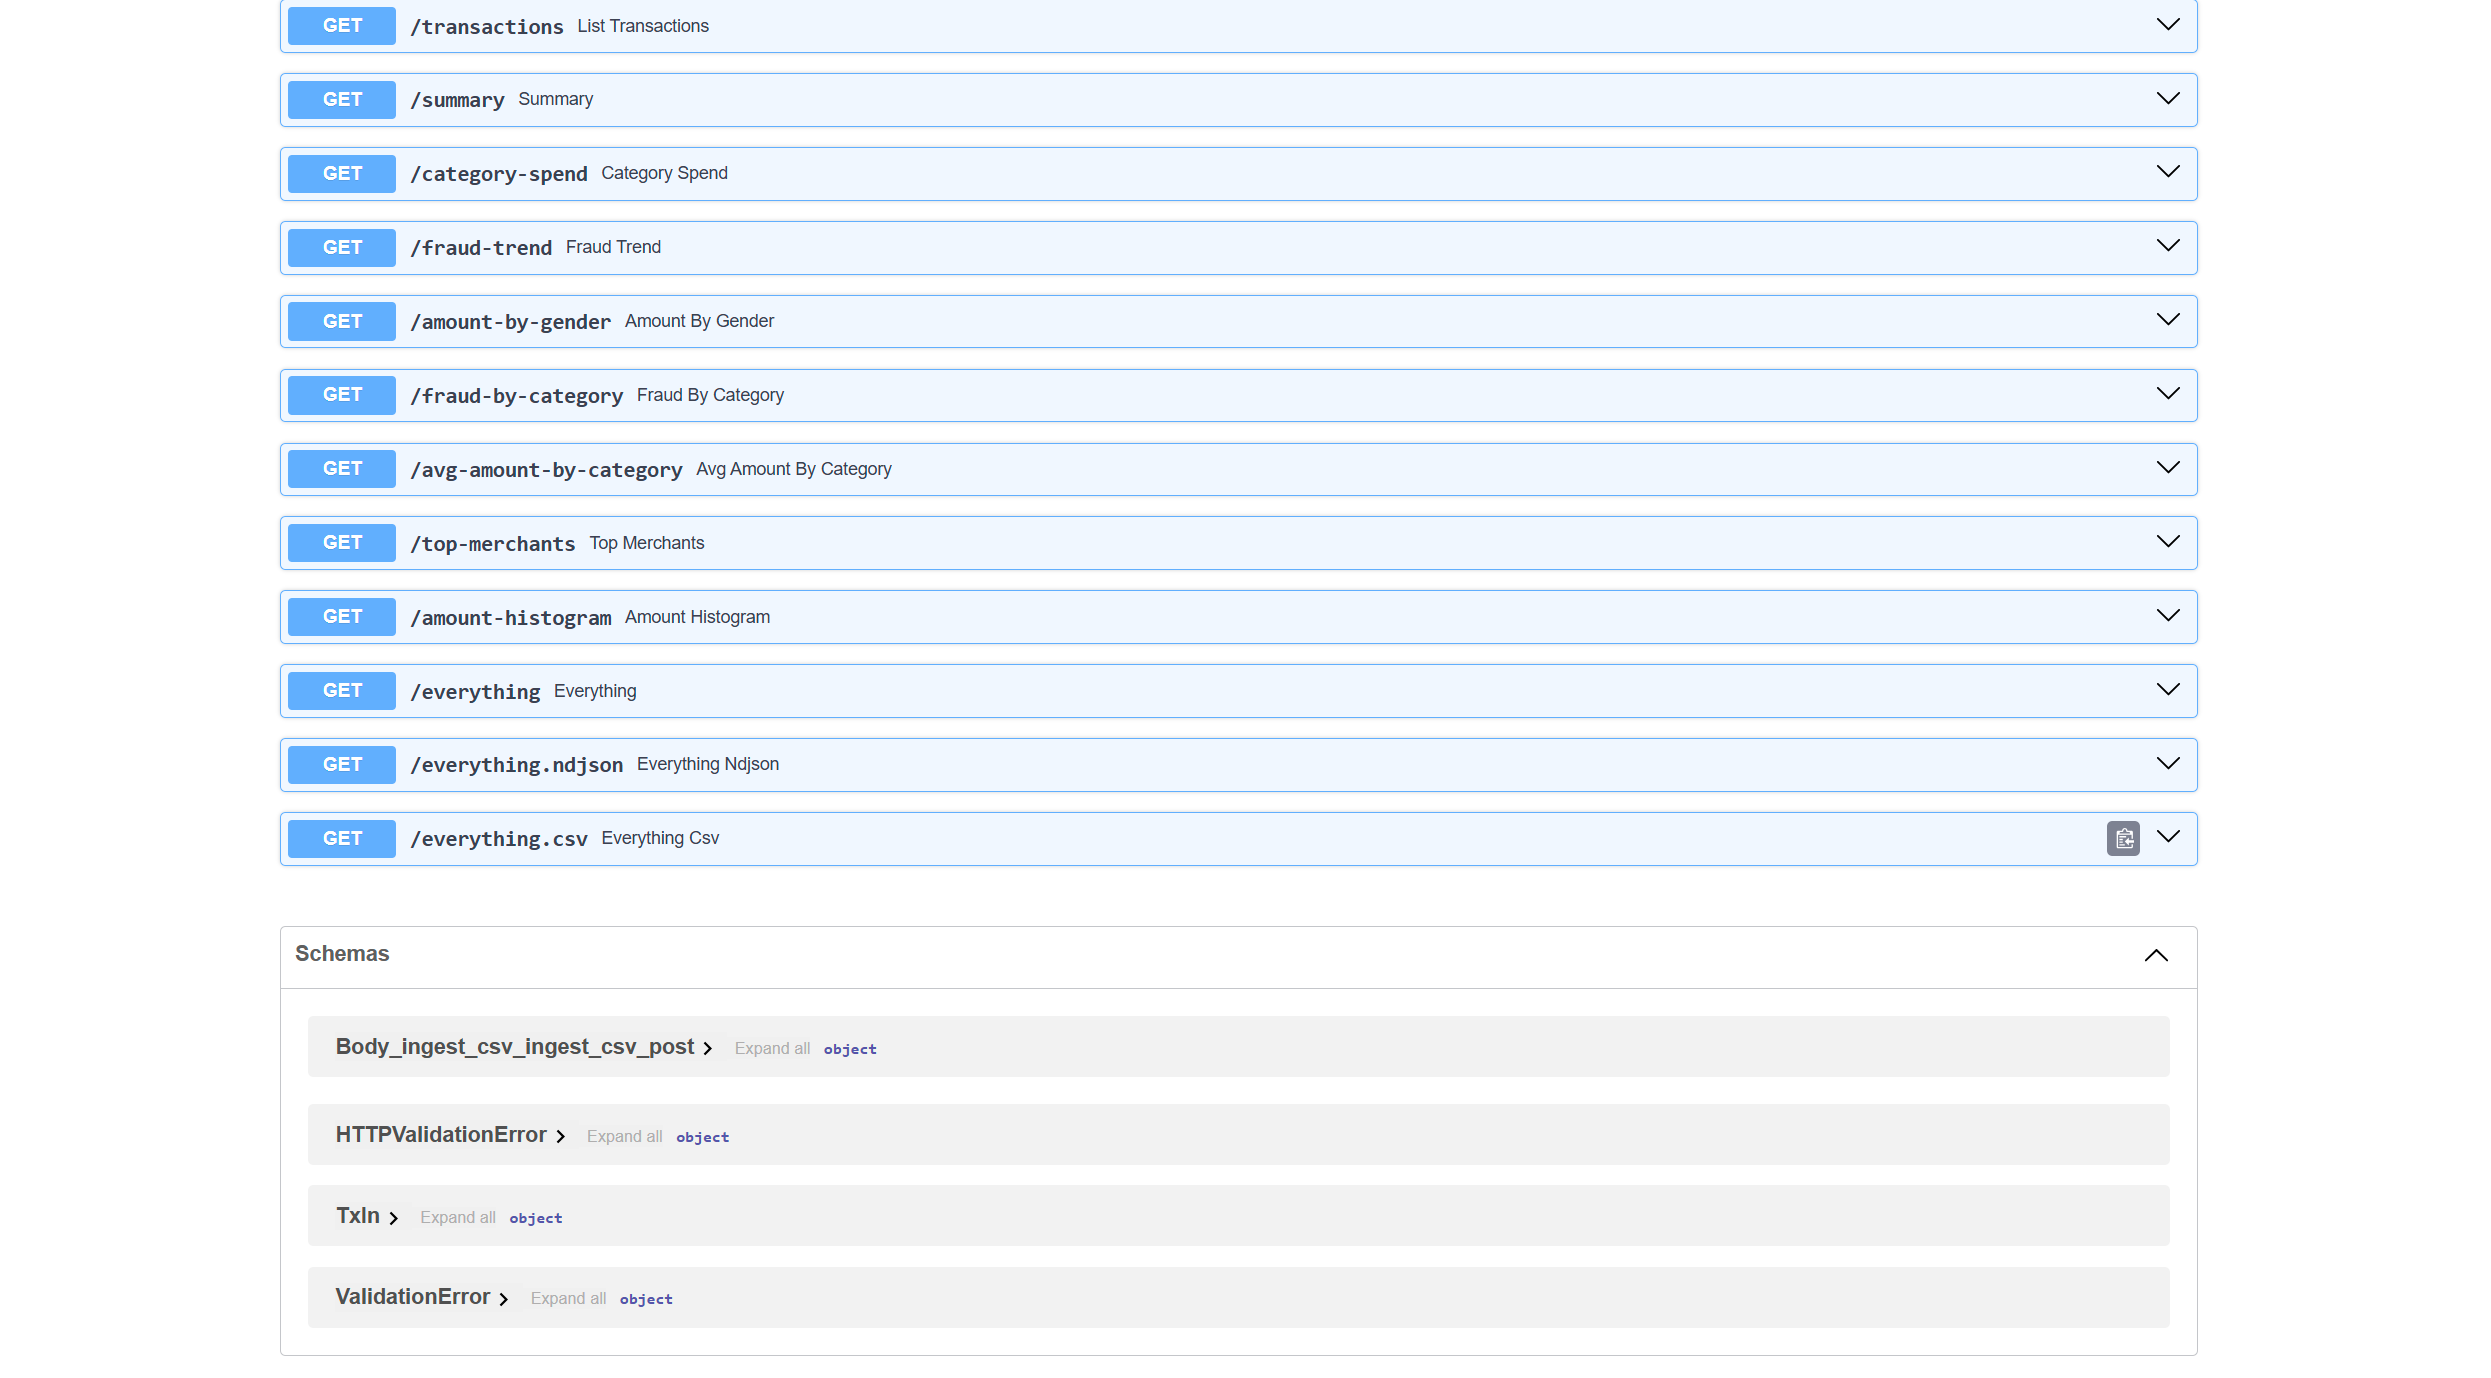 GET /transactions List Transactions
GET /summary Summary
GET /category-spend Category Spend
GET /fraud-trend Fraud Trend
GET /amount-by-gender Amount By Gender
GET /fraud-by-category Fraud By Category
GET /avg-amount-by-category Avg Amount By Category
GET /top-merchants Top Merchants
GET /amount-histogram Amount Histogram
GET /everything Everything
GET /everything.ndjson Everything Ndjson
GET /everything.csv Everything Csv
Schemas
Body_ingest_csv_ingest_csv_post Expand all object
HTTPValidationError Expand all object
TxIn Expand all object
ValidationError Expand all object